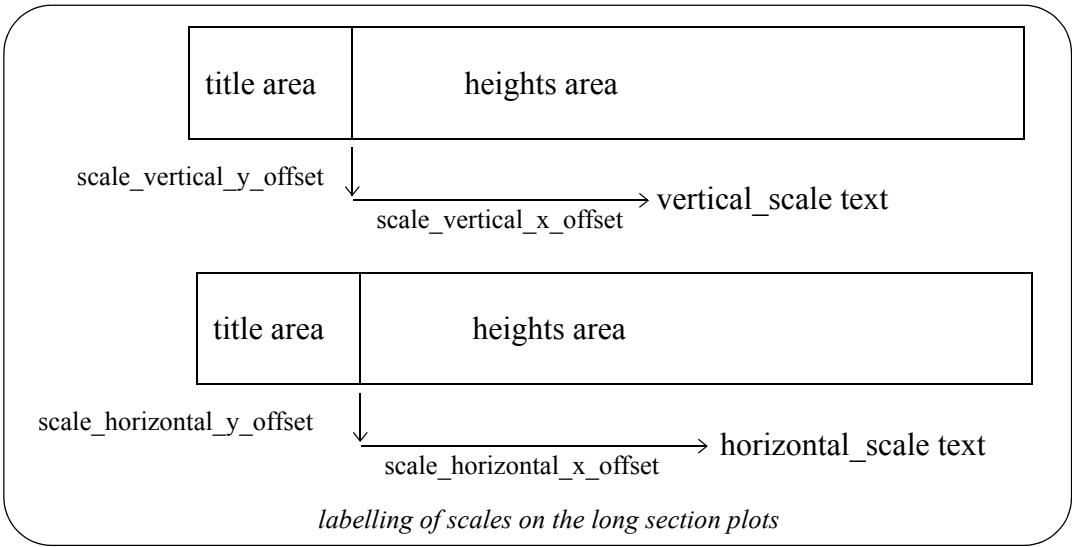 title area
heights area
scale_vertical_y_offset
vertical_scale text
scale_vertical_x_offset
title area
heights area
scale_horizontal_y_offset
horizontal_scale text
scale_horizontal_x_offset
labelling of scales on the long section plots